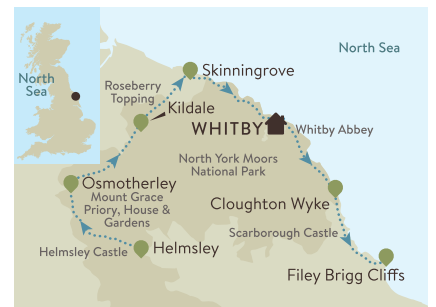 North
Sea
North Sea
Skinningrove
Roseberry
Topping
Kildale
WHITBY
Whitby Abbey
North York Moors
National Park
Osmotherley
Mount Grace
Priory, House &
Gardens
Cloughton Wyke
Scarborough Castle
Helmsley
Helmsley Castle
Filey Brigg Cliffs